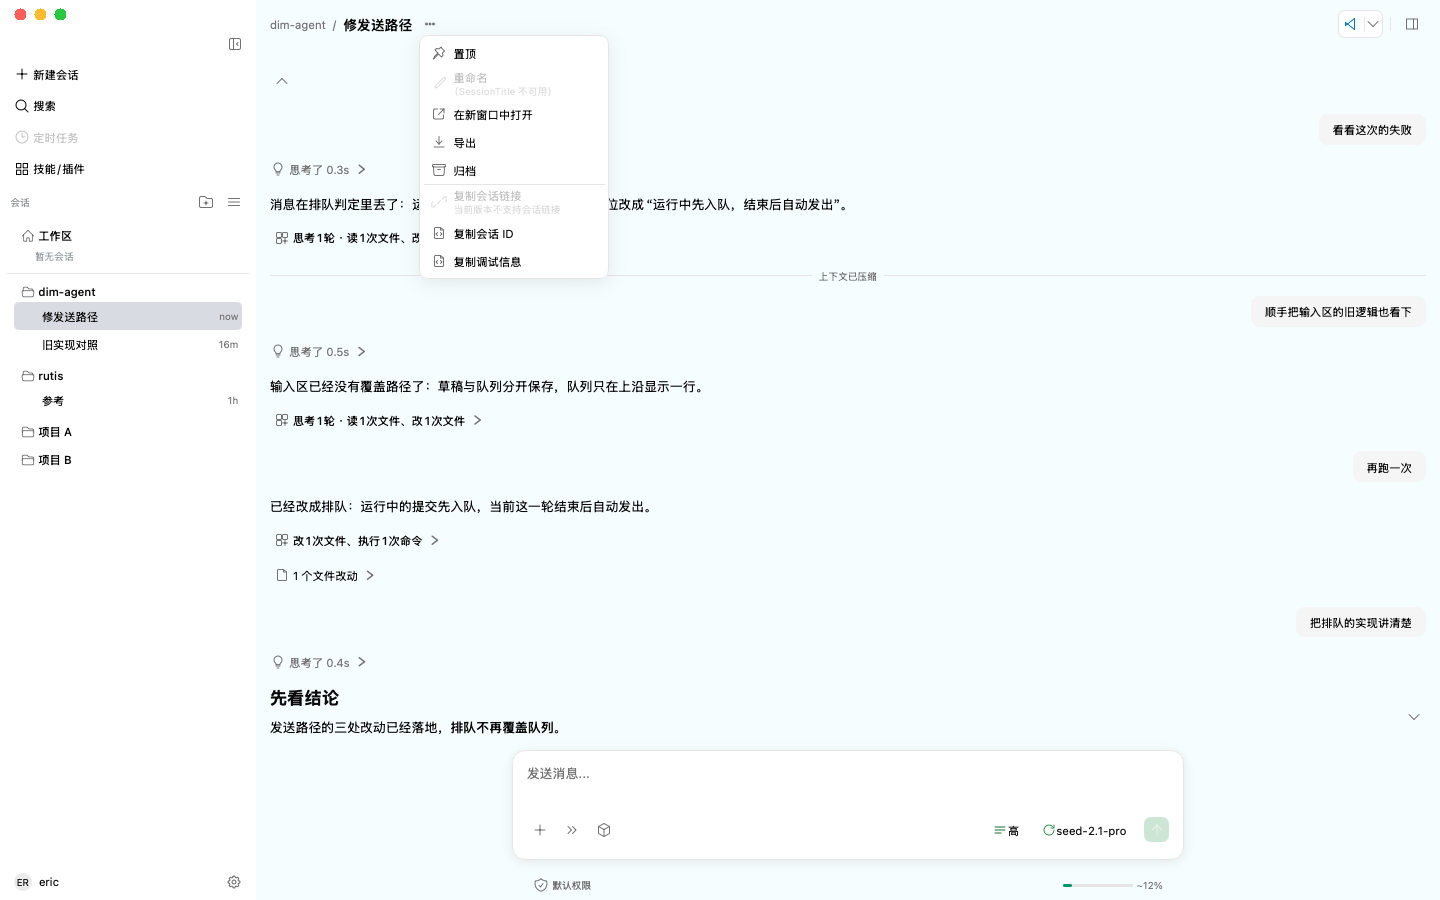 dim-agent / 修发送路径 ···
新建会话
搜索
定时任务
技能/插件
会话
工作区
暂无会话
dim-agent
修发送路径 now
旧实现对照 16m
rutis
参考 1h
项目 A
项目 B
ER eric
置顶
重命名
(SessionTitle 不可用)
在新窗口中打开
导出
归档
复制会话链接
当前版本不支持会话链接
复制会话 ID
复制调试信息
看看这次的失败
思考了 0.3s
消息在排队判定里丢了：运
位改成 “运行中先入队，结束后自动发出”。
思考1轮 · 读1次文件、改
上下文已压缩
顺手把输入区的旧逻辑也看下
思考了 0.5s
输入区已经没有覆盖路径了：草稿与队列分开保存，队列只在上沿显示一行。
思考1轮 · 读1次文件、改1次文件
再跑一次
已经改成排队：运行中的提交先入队，当前这一轮结束后自动发出。
改1次文件、执行1次命令
1 个文件改动
把排队的实现讲清楚
思考了 0.4s
先看结论
发送路径的三处改动已经落地，排队不再覆盖队列。
发送消息...
高 seed-2.1-pro
默认权限 ~12%